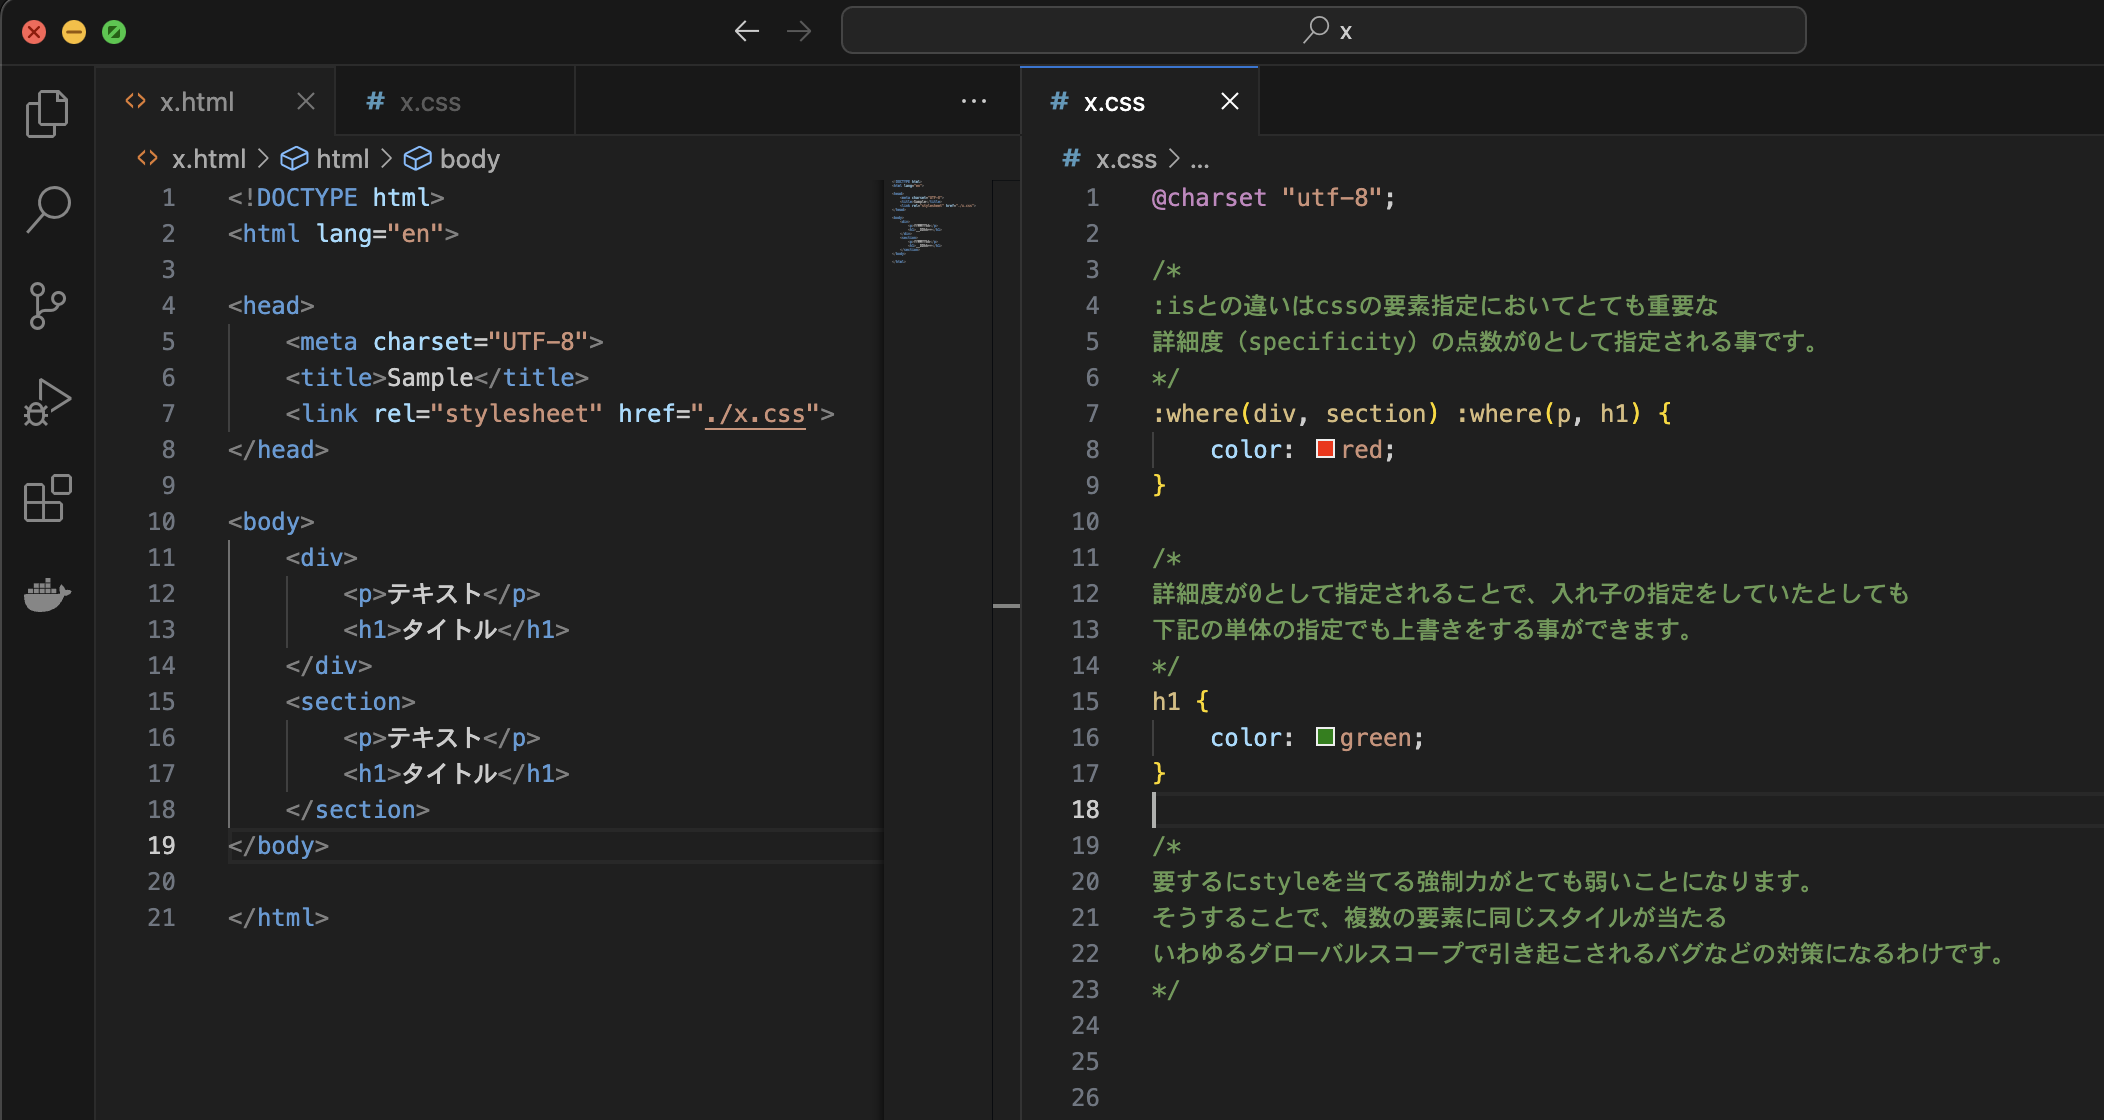 x
x.html
x.css
x.html > html > body
1 <!DOCTYPE html>
2 <html lang="en">
3
4 <head>
5 <meta charset="UTF-8">
6 <title>Sample</title>
7 <link rel="stylesheet" href="./x.css">
8 </head>
9
10 <body>
11 <div>
12 <p>テキスト</p>
13 <h1>タイトル</h1>
14 </div>
15 <section>
16 <p>テキスト</p>
17 <h1>タイトル</h1>
18 </section>
19 </body>
20
21 </html>
x.css
x.css > ...
1 @charset "utf-8";
2
3 /*
4 :isとの違いはcssの要素指定においてとても重要な
5 詳細度（specificity）の点数が0として指定される事です。
6 */
7 :where(div, section) :where(p, h1) {
8 color: red;
9 }
10
11 /*
12 詳細度が0として指定されることで、入れ子の指定をしていたとしても
13 下記の単体の指定でも上書きをする事ができます。
14 */
15 h1 {
16 color: green;
17 }
18
19 /*
20 要するにstyleを当てる強制力がとても弱いことになります。
21 そうすることで、複数の要素に同じスタイルが当たる
22 いわゆるグローバルスコープで引き起こされるバグなどの対策になるわけです。
23 */
24
25
26